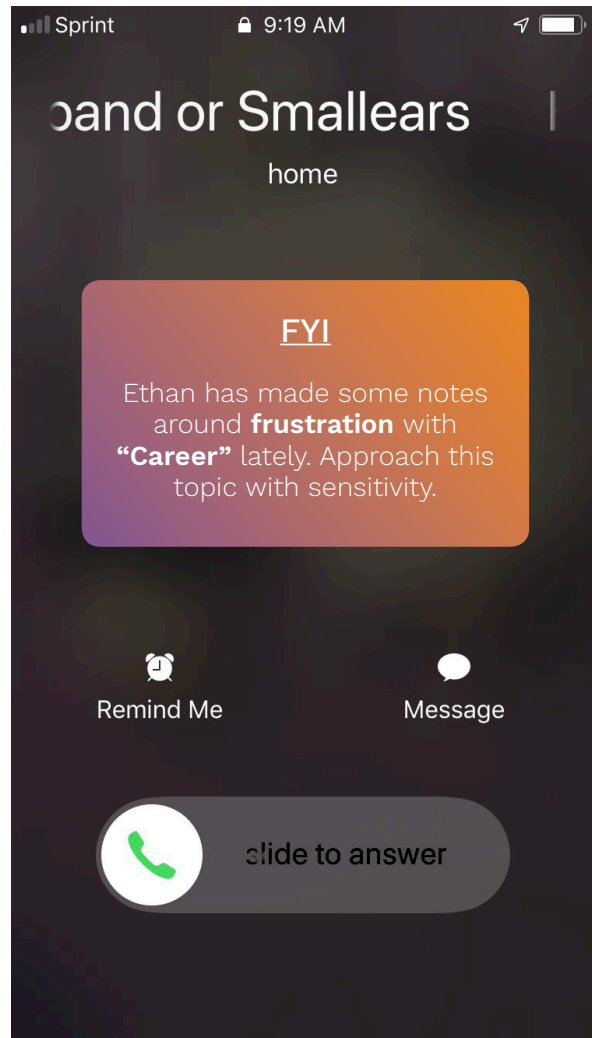 Sprint 9:19 AM
or Smallears
home
FYI
Ethan has made some notes
around frustration with
“Career” lately. Approach this
topic with sensitivity.
Remind Me Message
slide to answer